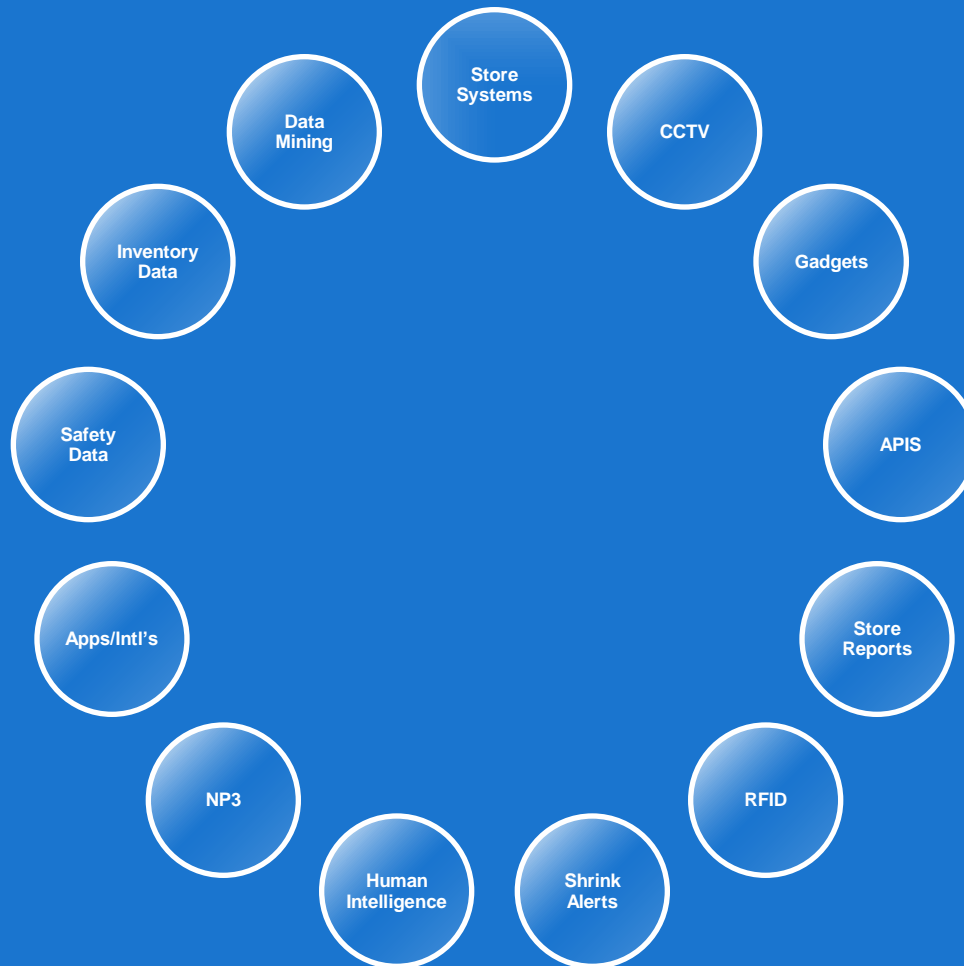 Store
Systems
CCTV
Gadgets
APIS
Store
Reports
RFID
Shrink
Alerts
Human
Intelligence
NP3
Apps/Intl's
Safety
Data
Inventory
Data
Data
Mining